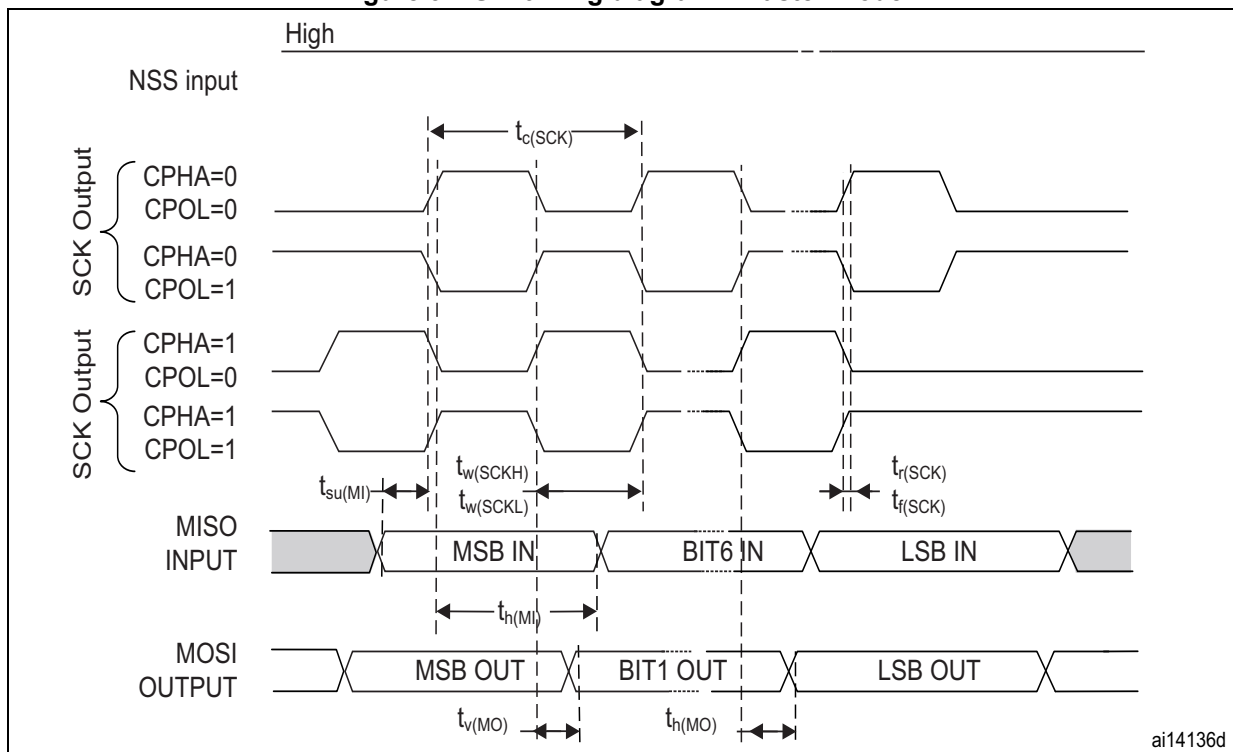 High
NSS input
tc(SCK)
SCK Output
CPHA=0
CPOL=0
CPHA=0
CPOL=1
SCK Output
CPHA=1
CPOL=0
CPHA=1
CPOL=1
tsu(MI)
tw(SCKH)
tw(SCKL)
tr(SCK)
tf(SCK)
MISO
INPUT
MSB IN
BIT6 IN
LSB IN
th(MI)
MOSI
OUTPUT
MSB OUT
BIT1 OUT
LSB OUT
tv(MO)
th(MO)
ai14136d